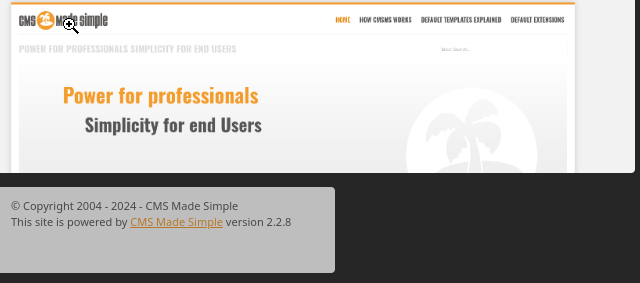 CMS Made Simple
HOME HOW CMSMS WORKS DEFAULT TEMPLATES EXPLAINED DEFAULT EXTENSIONS
POWER FOR PROFESSIONALS SIMPLICITY FOR END USERS
Power for professionals
Simplicity for end Users
© Copyright 2004 - 2024 - CMS Made Simple
This site is powered by CMS Made Simple version 2.2.8